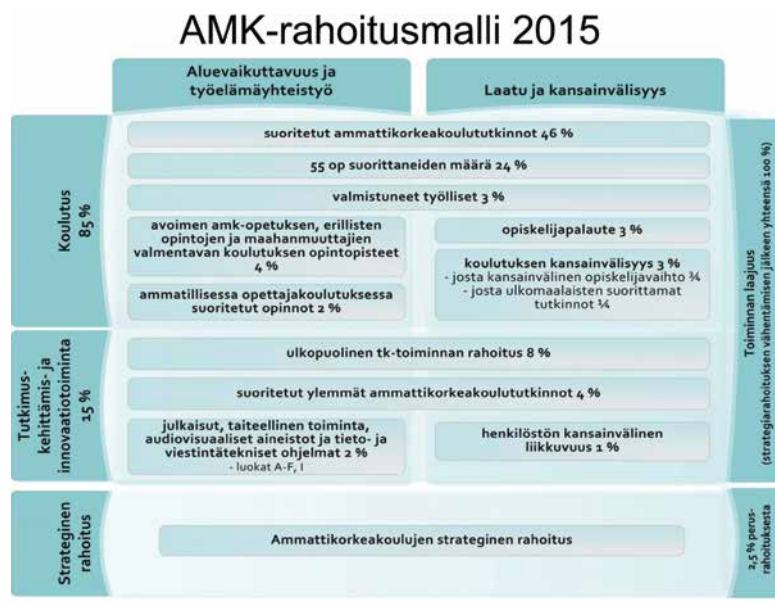 AMK-rahoitusmalli 2015
Aluevaikuttavuus ja
työelämäyhteistyö
Laatu ja kansainvälisyys
Koulutus
85 %
suoritetut ammattikorkeakoulututkinnot 46 %
55 op suorittaneiden määrä 24 %
valmistuneet työlliset 3 %
avoimen amk-opetuksen, erillisten
opintojen ja maahanmuuttajien
valmentavan koulutuksen opintopisteet
4 %
ammatillisessa opettajakoulutuksessa
suoritetut opinnot 2 %
opiskelijapalaute 3 %
koulutuksen kansainvälisyys 3 %
- josta kansainvälinen opiskelijavaihto ¾
- josta ulkomaalaisten suorittamat
tutkinnot ¼
Toiminnan laajuus
(strategiarahoituksen vähentämisen jälkeen yhteensä 100 %)
Tutkimus-
kehittämis- ja
innovaatiotoiminta
15 %
ulkopuolinen tk-toiminnan rahoitus 8 %
suoritetut ylemmät ammattikorkeakoulututkinnot 4 %
julkaisut, taiteellinen toiminta,
audiovisuaaliset aineistot ja tieto- ja
viestintätekniset ohjelmat 2 %
- luokat A-F, I
henkilöstön kansainvälinen
liikkuvuus 1 %
Strateginen
rahoitus
Ammattikorkeakoulujen strateginen rahoitus
2,5 % perus-
rahoituksesta